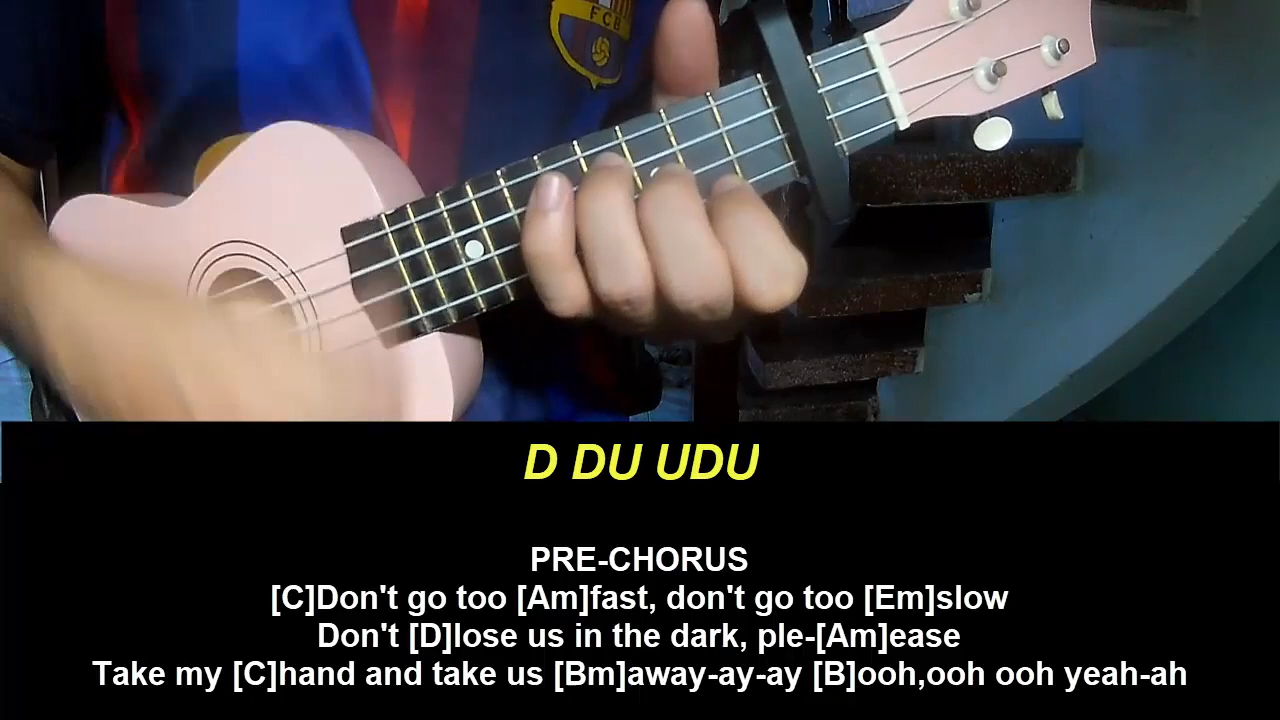 FCB
D DU UDU
PRE-CHORUS
[C]Don't go too [Am]fast, don't go too [Em]slow
Don't [D]lose us in the dark, ple-[Am]ease
Take my [C]hand and take us [Bm]away-ay-ay [B]ooh,ooh ooh yeah-ah